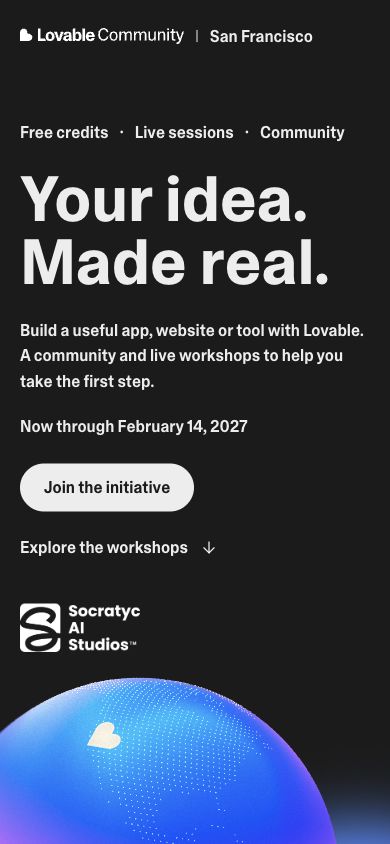 Lovable Community | San Francisco
Free credits · Live sessions · Community
Your idea.
Made real.
Build a useful app, website or tool with Lovable.
A community and live workshops to help you
take the first step.
Now through February 14, 2027
Join the initiative
Explore the workshops ↓
Socratyc
AI
Studios™